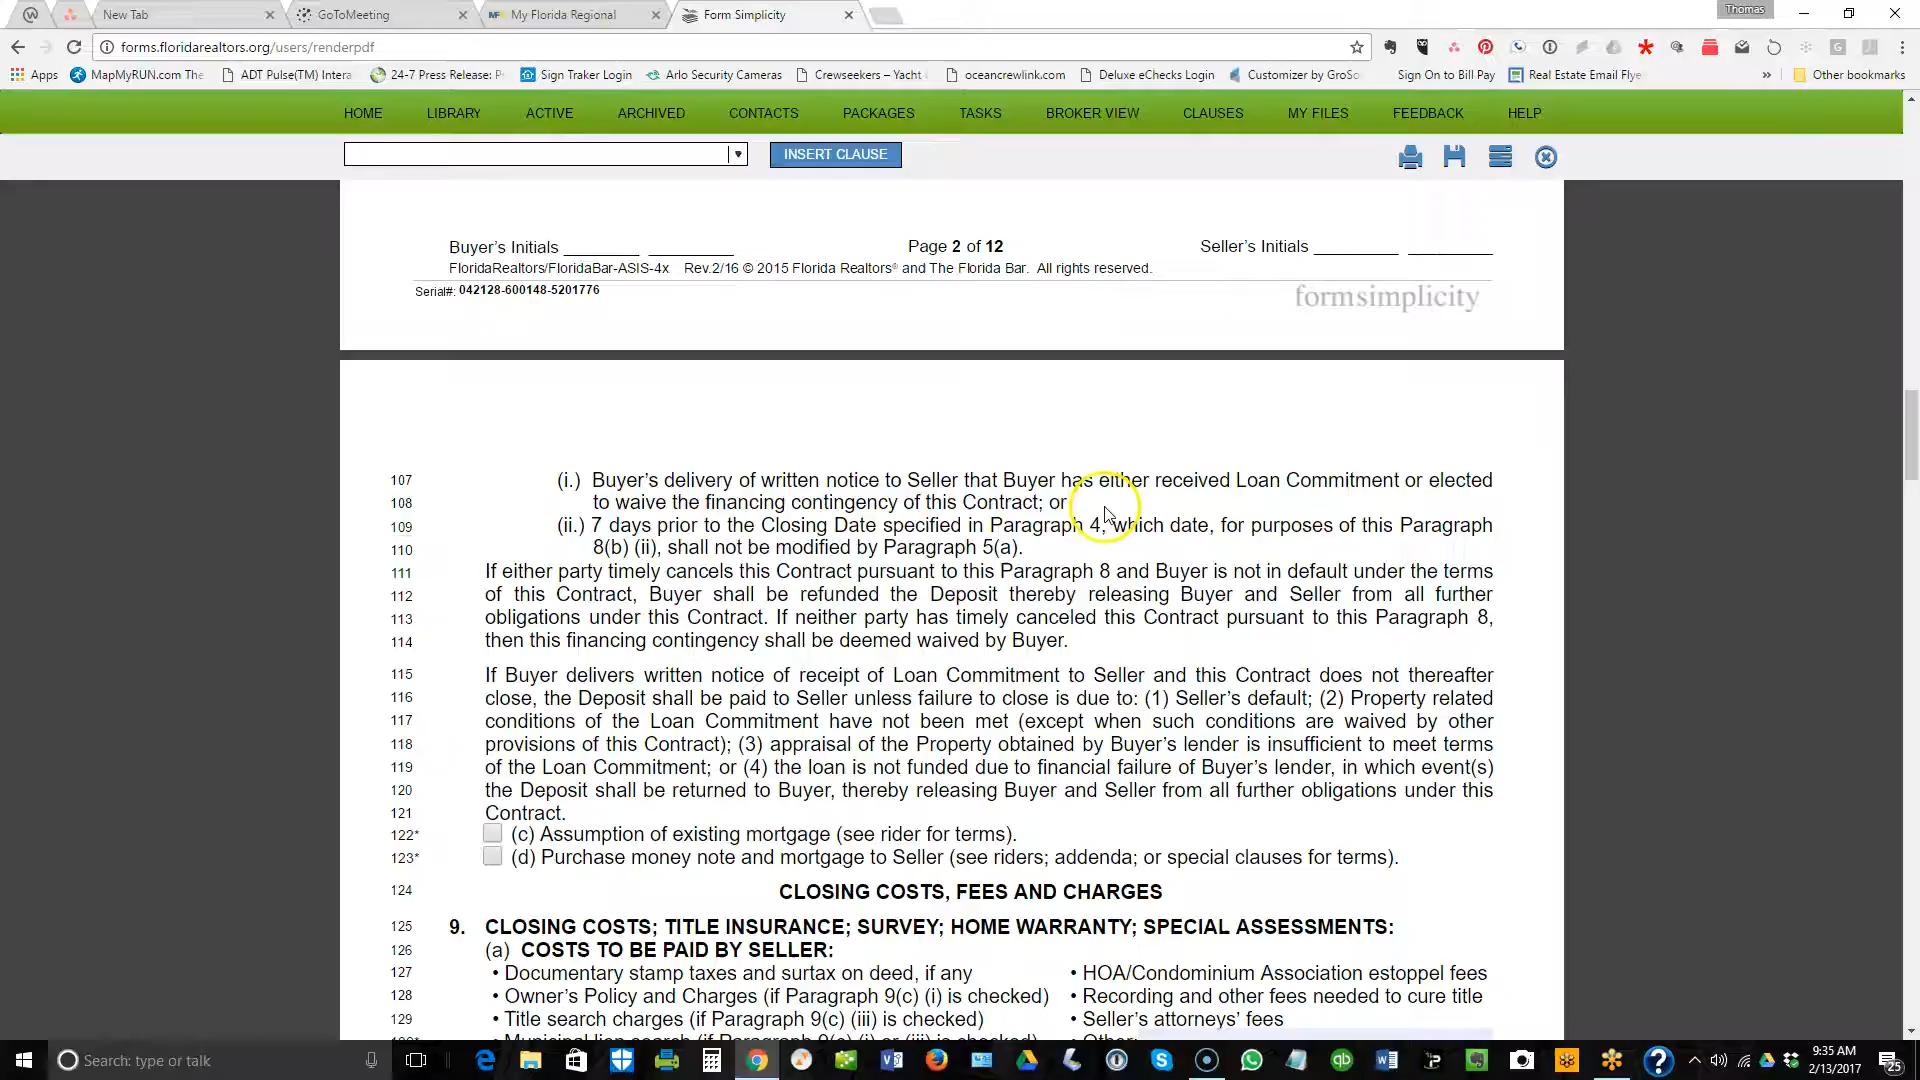 New Tab
GoToMeeting
My Florida Regional
Form Simplicity
Thomas
forms.floridarealtors.org/users/renderpdf
Apps
MapMyRUN.com The
ADT Pulse(TM) Intera
24-7 Press Release: P
Sign Traker Login
Arlo Security Cameras
Crewseekers – Yacht
oceancrewlink.com
Deluxe eChecks Login
Customizer by GroSo
Sign On to Bill Pay
Real Estate Email Flye
» Other bookmarks
HOME LIBRARY ACTIVE ARCHIVED CONTACTS PACKAGES TASKS BROKER VIEW CLAUSES MY FILES FEEDBACK HELP
INSERT CLAUSE
Buyer’s Initials ________ _________ Page 2 of 12 Seller’s Initials _________ _________
FloridaRealtors/FloridaBar-ASIS-4x Rev.2/16 © 2015 Florida Realtors® and The Florida Bar. All rights reserved.
Serial#: 042128-600148-5201776
formsimplicity
107 (i.) Buyer’s delivery of written notice to Seller that Buyer has either received Loan Commitment or elected
108 to waive the financing contingency of this Contract; or
109 (ii.) 7 days prior to the Closing Date specified in Paragraph 4, which date, for purposes of this Paragraph
110 8(b) (ii), shall not be modified by Paragraph 5(a).
111 If either party timely cancels this Contract pursuant to this Paragraph 8 and Buyer is not in default under the terms
112 of this Contract, Buyer shall be refunded the Deposit thereby releasing Buyer and Seller from all further
113 obligations under this Contract. If neither party has timely canceled this Contract pursuant to this Paragraph 8,
114 then this financing contingency shall be deemed waived by Buyer.
115 If Buyer delivers written notice of receipt of Loan Commitment to Seller and this Contract does not thereafter
116 close, the Deposit shall be paid to Seller unless failure to close is due to: (1) Seller’s default; (2) Property related
117 conditions of the Loan Commitment have not been met (except when such conditions are waived by other
118 provisions of this Contract); (3) appraisal of the Property obtained by Buyer’s lender is insufficient to meet terms
119 of the Loan Commitment; or (4) the loan is not funded due to financial failure of Buyer’s lender, in which event(s)
120 the Deposit shall be returned to Buyer, thereby releasing Buyer and Seller from all further obligations under this
121 Contract.
122* (c) Assumption of existing mortgage (see rider for terms).
123* (d) Purchase money note and mortgage to Seller (see riders; addenda; or special clauses for terms).
124 CLOSING COSTS, FEES AND CHARGES
125 9. CLOSING COSTS; TITLE INSURANCE; SURVEY; HOME WARRANTY; SPECIAL ASSESSMENTS:
126 (a) COSTS TO BE PAID BY SELLER:
127 • Documentary stamp taxes and surtax on deed, if any • HOA/Condominium Association estoppel fees
128 • Owner’s Policy and Charges (if Paragraph 9(c) (i) is checked) • Recording and other fees needed to cure title
129 • Title search charges (if Paragraph 9(c) (iii) is checked) • Seller’s attorneys’ fees
Search: type or talk
9:35 AM
2/13/2017
25